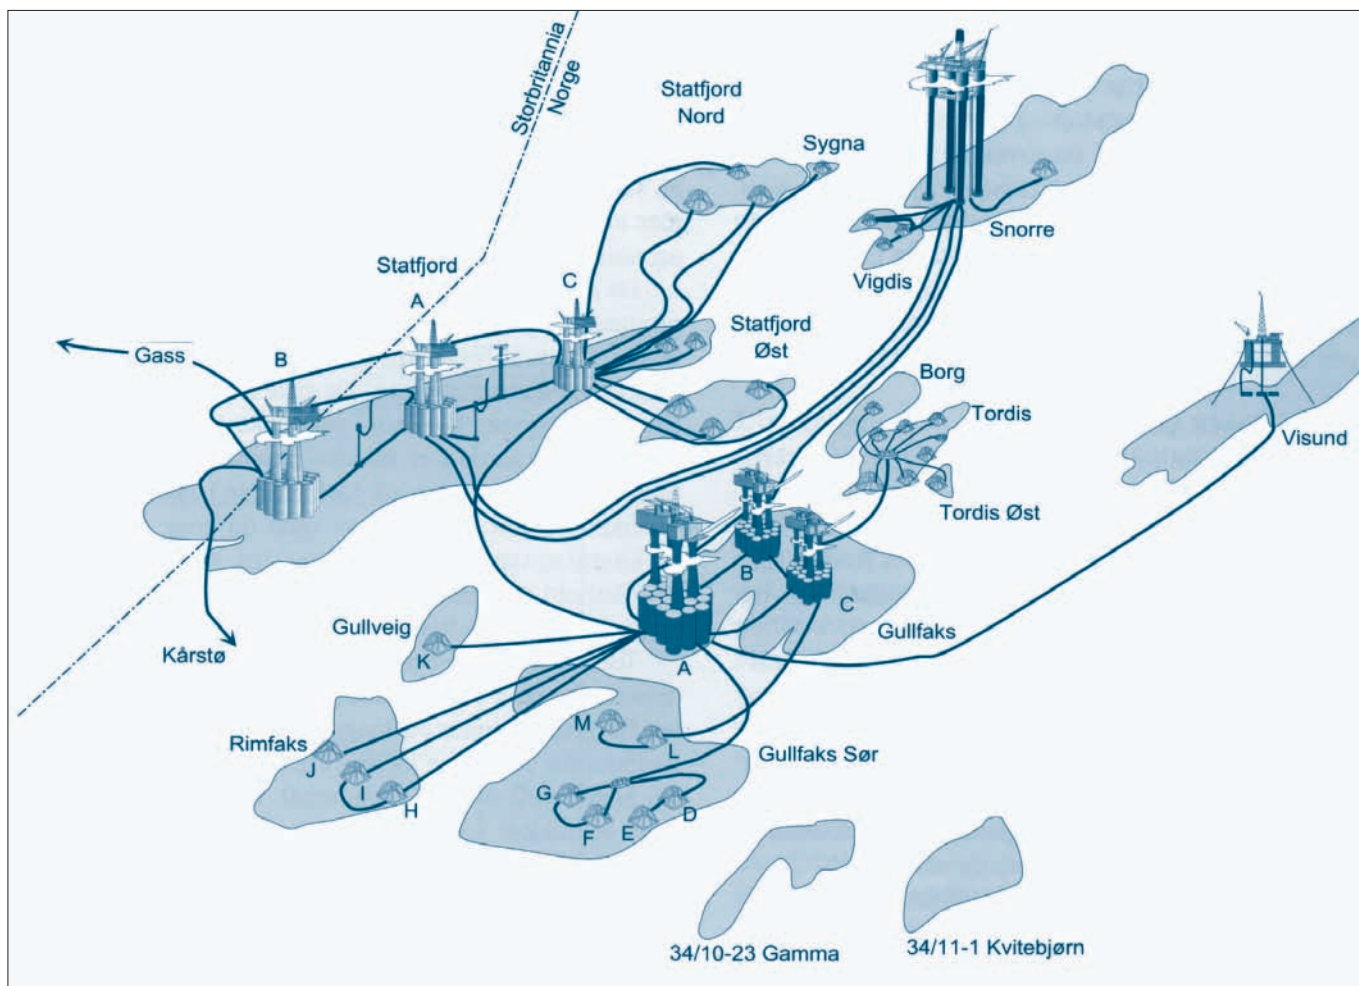 Storbritannia
Norge
Statfjord
Nord
Sygna
Snorre
Vigdis
Statfjord
A
C
B
Gass
Statfjord
Øst
Borg
Tordis
Tordis Øst
Visund
B
C
Gullfaks
A
Gullveig
K
Kårstø
Rimfaks
J
I
H
M
L
Gullfaks Sør
G
F
E
D
34/10-23 Gamma
34/11-1 Kvitebjørn